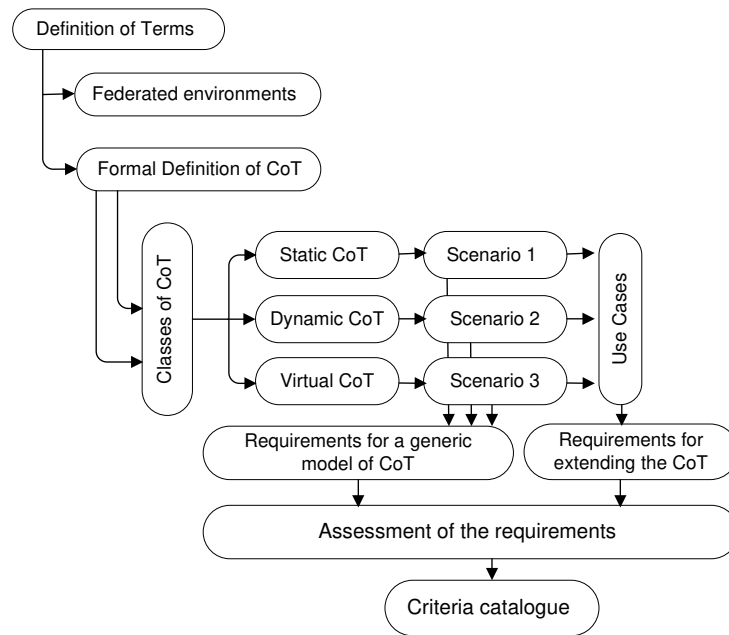 Definition of Terms
Federated environments
Formal Definition of CoT
Classes of CoT
Static CoT
Scenario 1
Dynamic CoT
Scenario 2
Virtual CoT
Scenario 3
Use Cases
Requirements for a generic
model of CoT
Requirements for
extending the CoT
Assessment of the requirements
Criteria catalogue